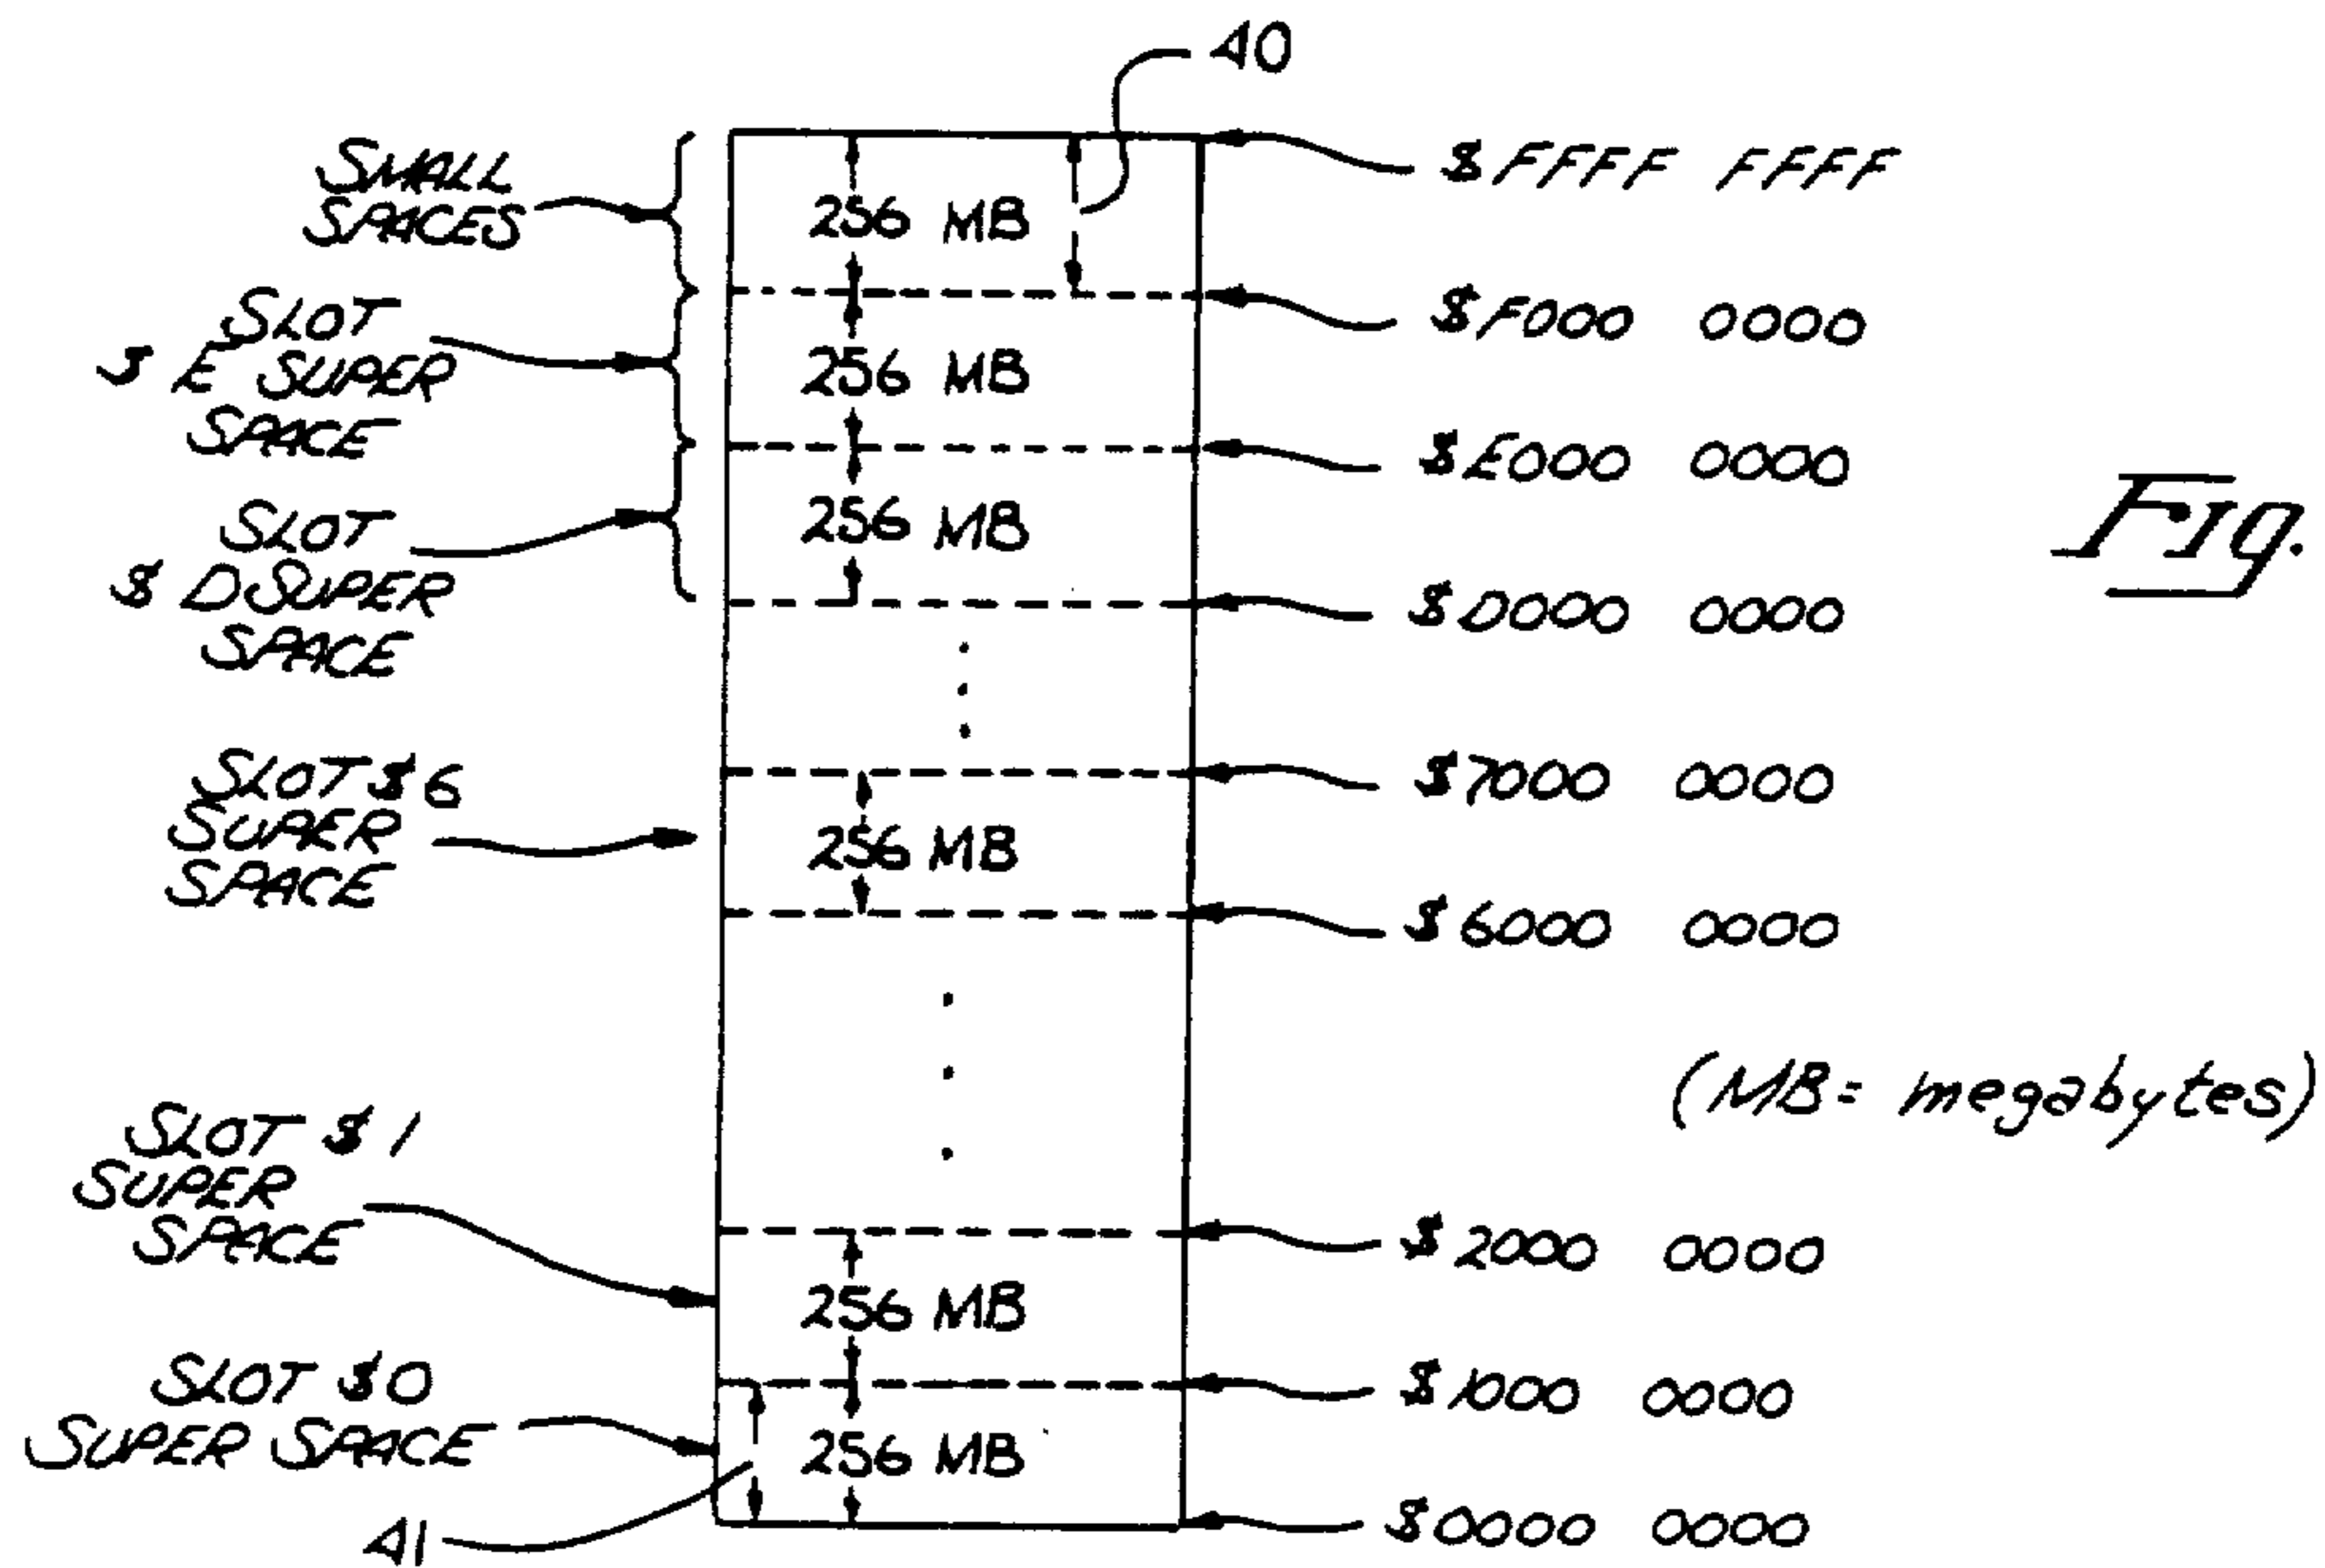 40
SMALL
SPACES
256 MB
$FFFF FFFF
$F000 0000
SLOT
$ E SUPER
SPACE
256 MB
$E000 0000
SLOT
$ D SUPER
SPACE
256 MB
$D000 0000
Fig.
$7000 0000
SLOT $6
SUPER
SPACE
256 MB
$6000 0000
(MB= megabytes)
SLOT $1
SUPER
SPACE
$2000 0000
256 MB
$1000 0000
SLOT $0
SUPER SPACE
256 MB
41
$0000 0000